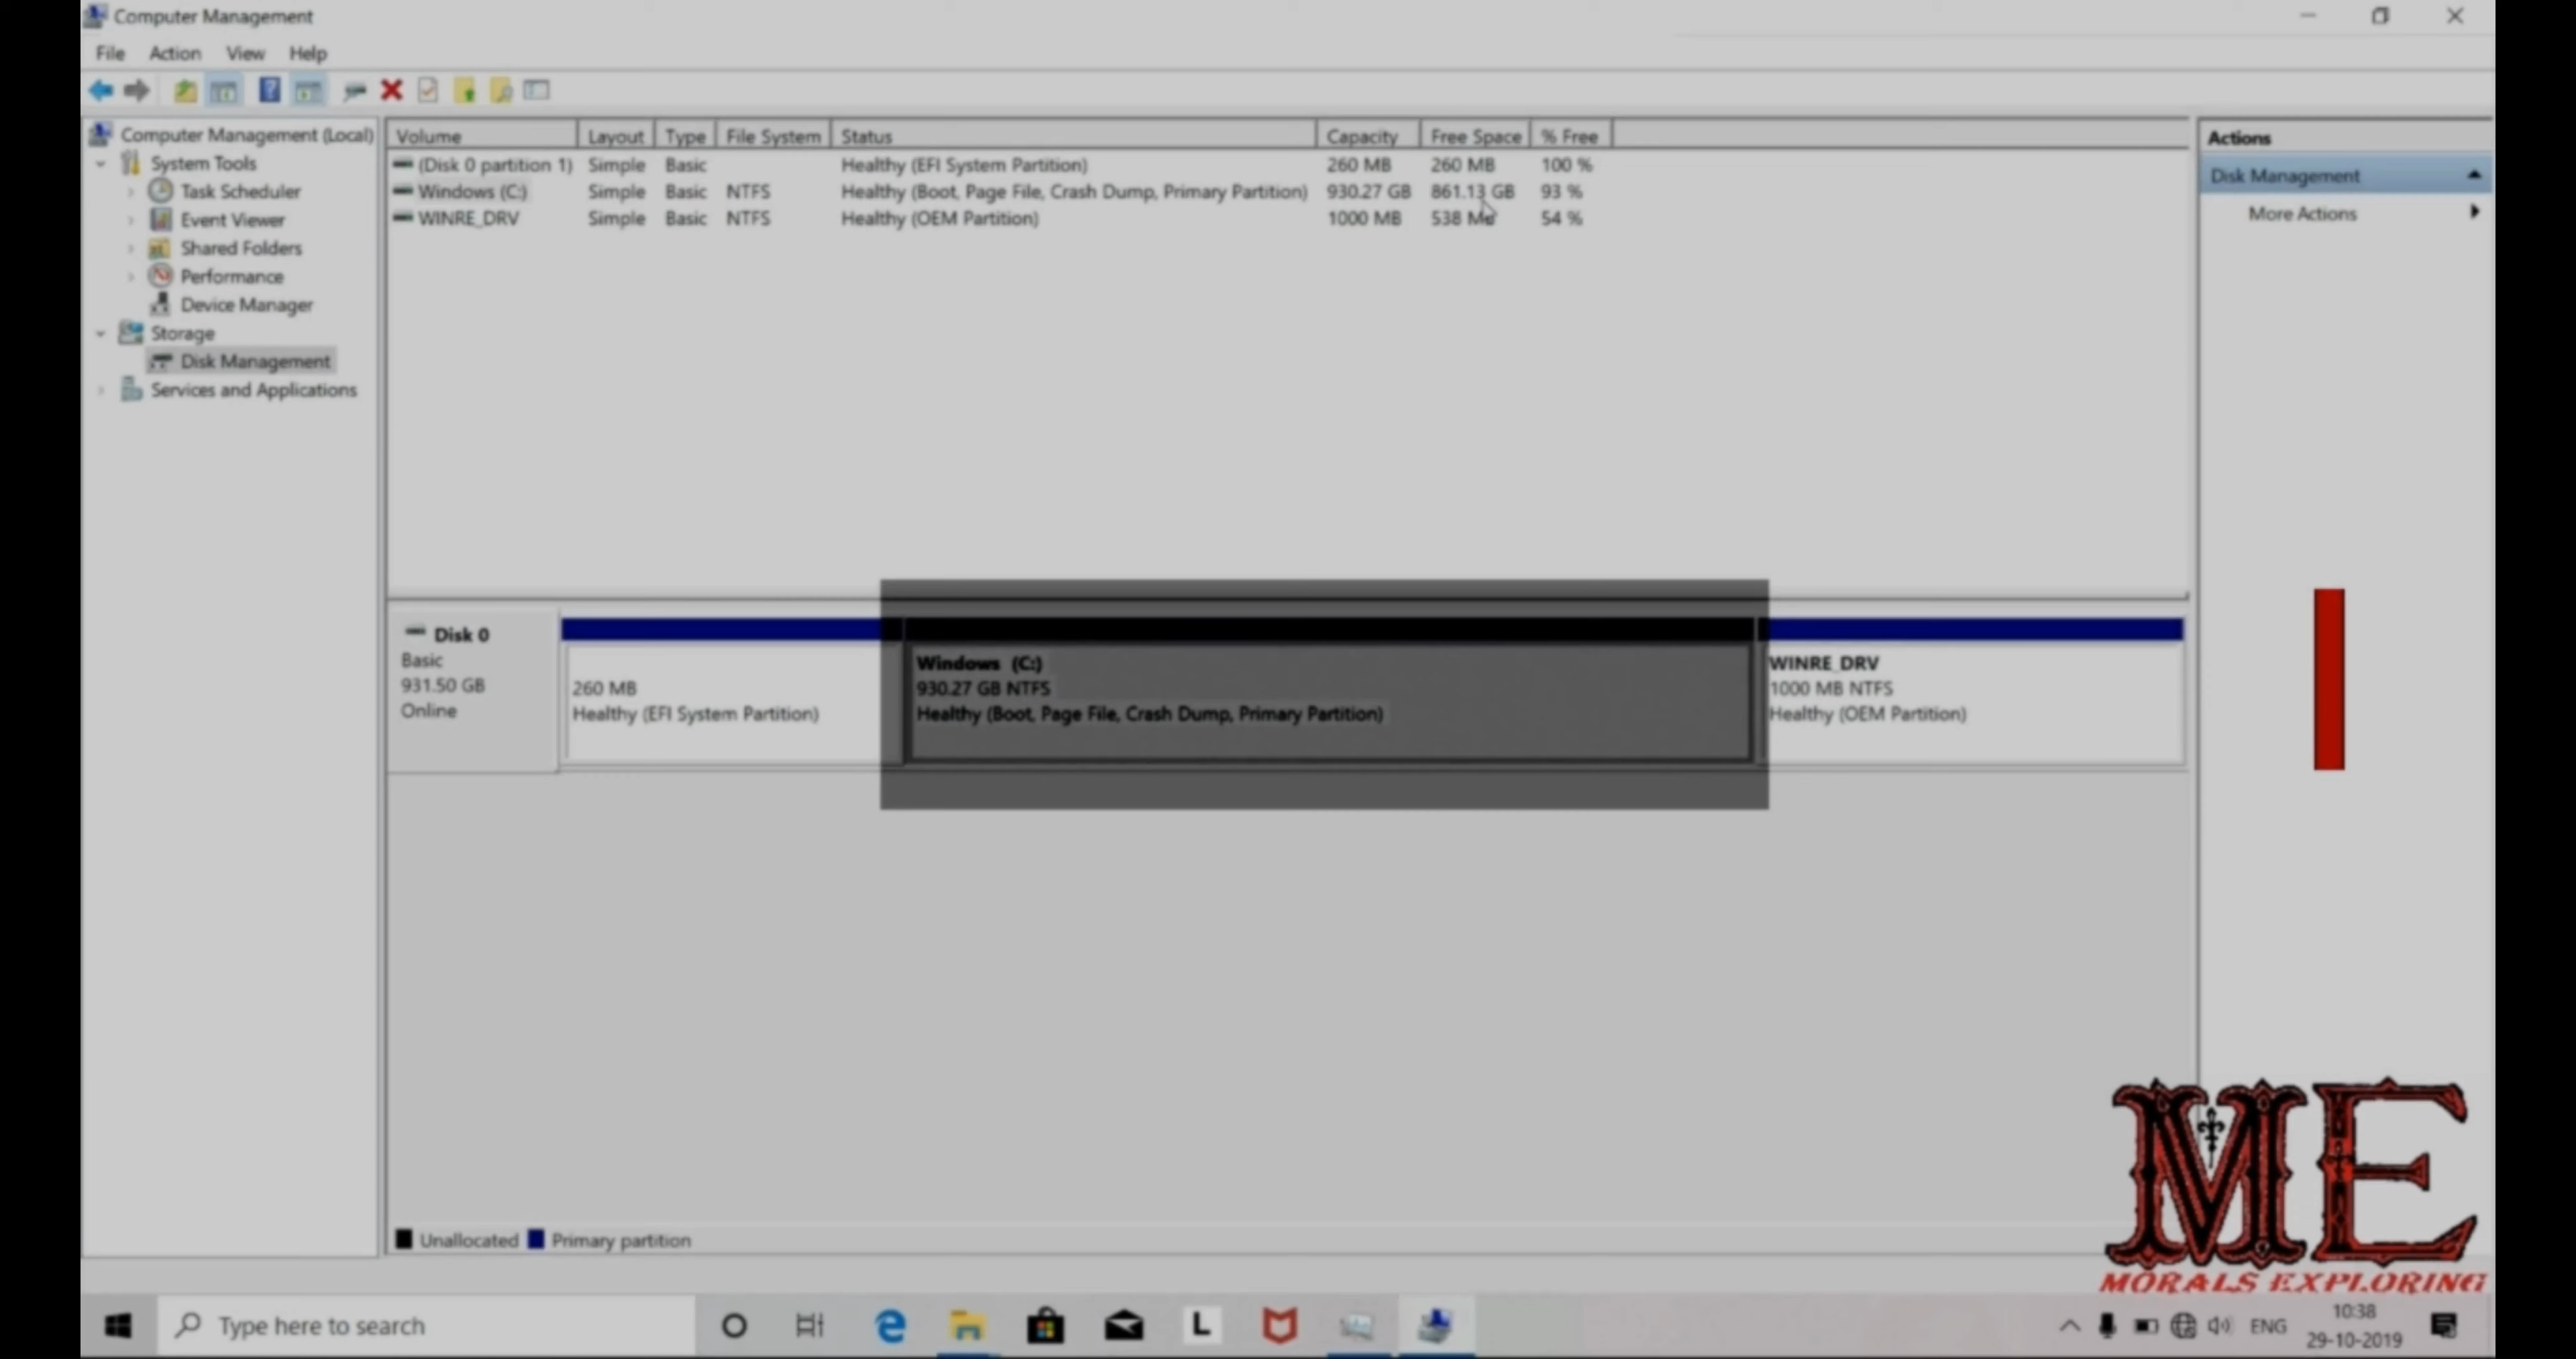 Computer Management
File Action View Help
Computer Management (Local)
System Tools
Task Scheduler
Event Viewer
Shared Folders
Performance
Device Manager
Storage
Disk Management
Services and Applications
Volume Layout Type File System Status Capacity Free Space % Free
(Disk 0 partition 1) Simple Basic Healthy (EFI System Partition) 260 MB 260 MB 100 %
Windows (C:) Simple Basic NTFS Healthy (Boot, Page File, Crash Dump, Primary Partition) 930.27 GB 861.13 GB 93 %
WINRE_DRV Simple Basic NTFS Healthy (OEM Partition) 1000 MB 538 MB 54 %
Actions
Disk Management
More Actions
Disk 0
Basic
931.50 GB
Online
260 MB
Healthy (EFI System Partition)
Windows (C:)
930.27 GB NTFS
Healthy (Boot, Page File, Crash Dump, Primary Partition)
WINRE_DRV
1000 MB NTFS
Healthy (OEM Partition)
Unallocated Primary partition
ME
MORALS EXPLORING
Type here to search
L
ENG
10:38
29-10-2019